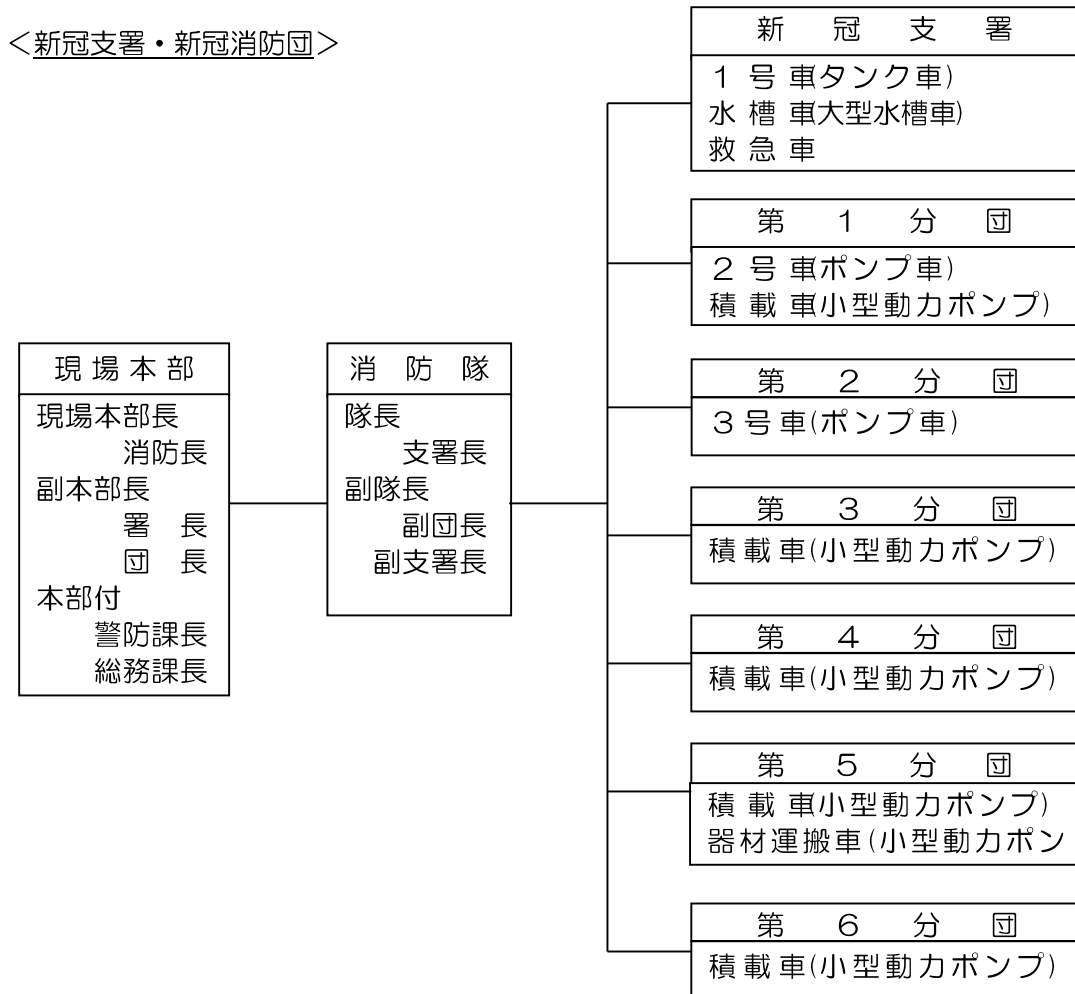 <新冠支署・新冠消防団>
現場本部
現場本部長
消防長
副本部長
署長
団長
本部付
警防課長
総務課長
消防隊
隊長
支署長
副隊長
副団長
副支署長
新冠支署
1号車(タンク車)
水槽車(大型水槽車)
救急車
第1分団
2号車(ポンプ車)
積載車(小型動力ポンプ)
第2分団
3号車(ポンプ車)
第3分団
積載車(小型動力ポンプ)
第4分団
積載車(小型動力ポンプ)
第5分団
積載車(小型動力ポンプ)
器材運搬車(小型動力ポン
第6分団
積載車(小型動力ポンプ)